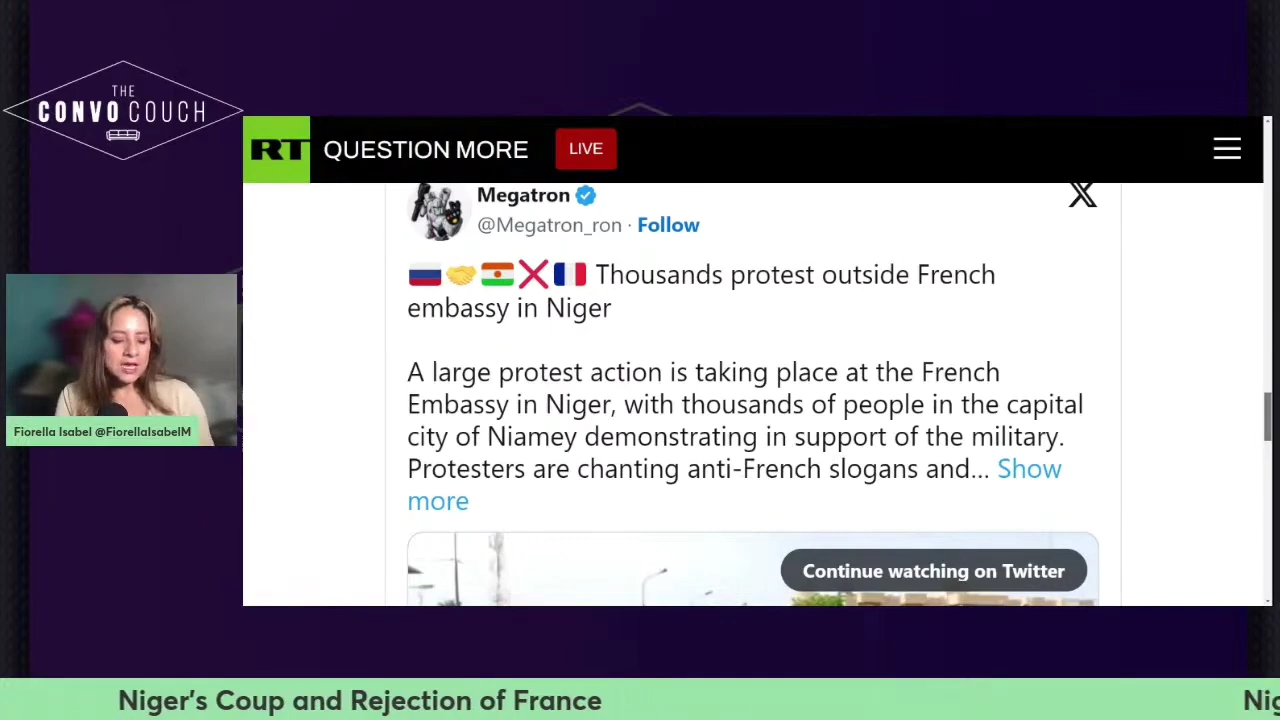 THE
CONVO COUCH
RT QUESTION MORE LIVE
Megatron
@Megatron_ron · Follow
X
Thousands protest outside French
embassy in Niger
A large protest action is taking place at the French
Embassy in Niger, with thousands of people in the capital
city of Niamey demonstrating in support of the military.
Protesters are chanting anti-French slogans and... Show
more
Continue watching on Twitter
Fiorella Isabel @FiorellaIsabelM
Niger's Coup and Rejection of France
Nig